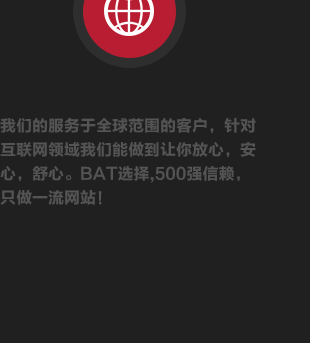 我们的服务于全球范围的客户，针对
互联网领域我们能做到让你放心，安
心，舒心。BAT选择,500强信赖，
只做一流网站！